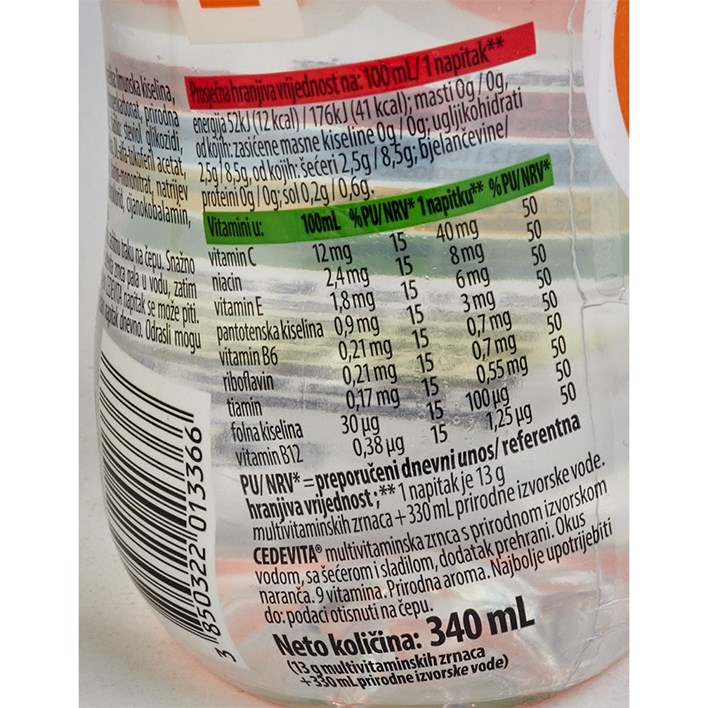 limunska kiselina,
prirodna
steviol glikozidi,
acetat,
natrijev
cijanokobalamin,
traku na čepu. Snažno
zrnca pala u vodu, zatim
CEDEVITA napitak se može piti.
napitak dnevno. Odrasli mogu
Prosječna hranjiva vrijednost na: 100 mL/ 1 napitak**
energija 52kJ (12 kcal) / 176kJ (41 kcal); masti 0g / 0g,
od kojih: zasićene masne kiseline 0g / 0g; ugljikohidrati
2,5g / 8,5g, od kojih: šećeri 2,5g / 8,5g; bjelančevine/
proteini 0g / 0g; sol 0,2g / 0,6g.
Vitamini u: 100mL %PU/NRV* 1 napitku** %PU/NRV*
vitamin C 12 mg 15 40 mg 50
niacin 2,4 mg 15 8 mg 50
vitamin E 1,8 mg 15 6 mg 50
pantotenska kiselina 0,9 mg 15 3 mg 50
vitamin B6 0,21 mg 15 0,7 mg 50
riboflavin 0,21 mg 15 0,7 mg 50
tiamin 0,17 mg 15 0,55 mg 50
folna kiselina 30 µg 15 100 µg 50
vitamin B12 0,38 µg 15 1,25 µg 50
PU/ NRV* = preporučeni dnevni unos/ referentna
hranjiva vrijednost ;** 1 napitak je 13 g
multivitaminskih zrnaca + 330 mL prirodne izvorske vode.
CEDEVITA® multivitaminska zrnca s prirodnom izvorskom
vodom, sa šećerom i sladilom, dodatak prehrani. Okus
naranča. 9 vitamina. Prirodna aroma. Najbolje upotrijebiti
do: podaci otisnuti na čepu.
Neto količina: 340 mL
(13 g multivitaminskih zrnaca
+ 330 mL prirodne izvorske vode)
3 850322 013366